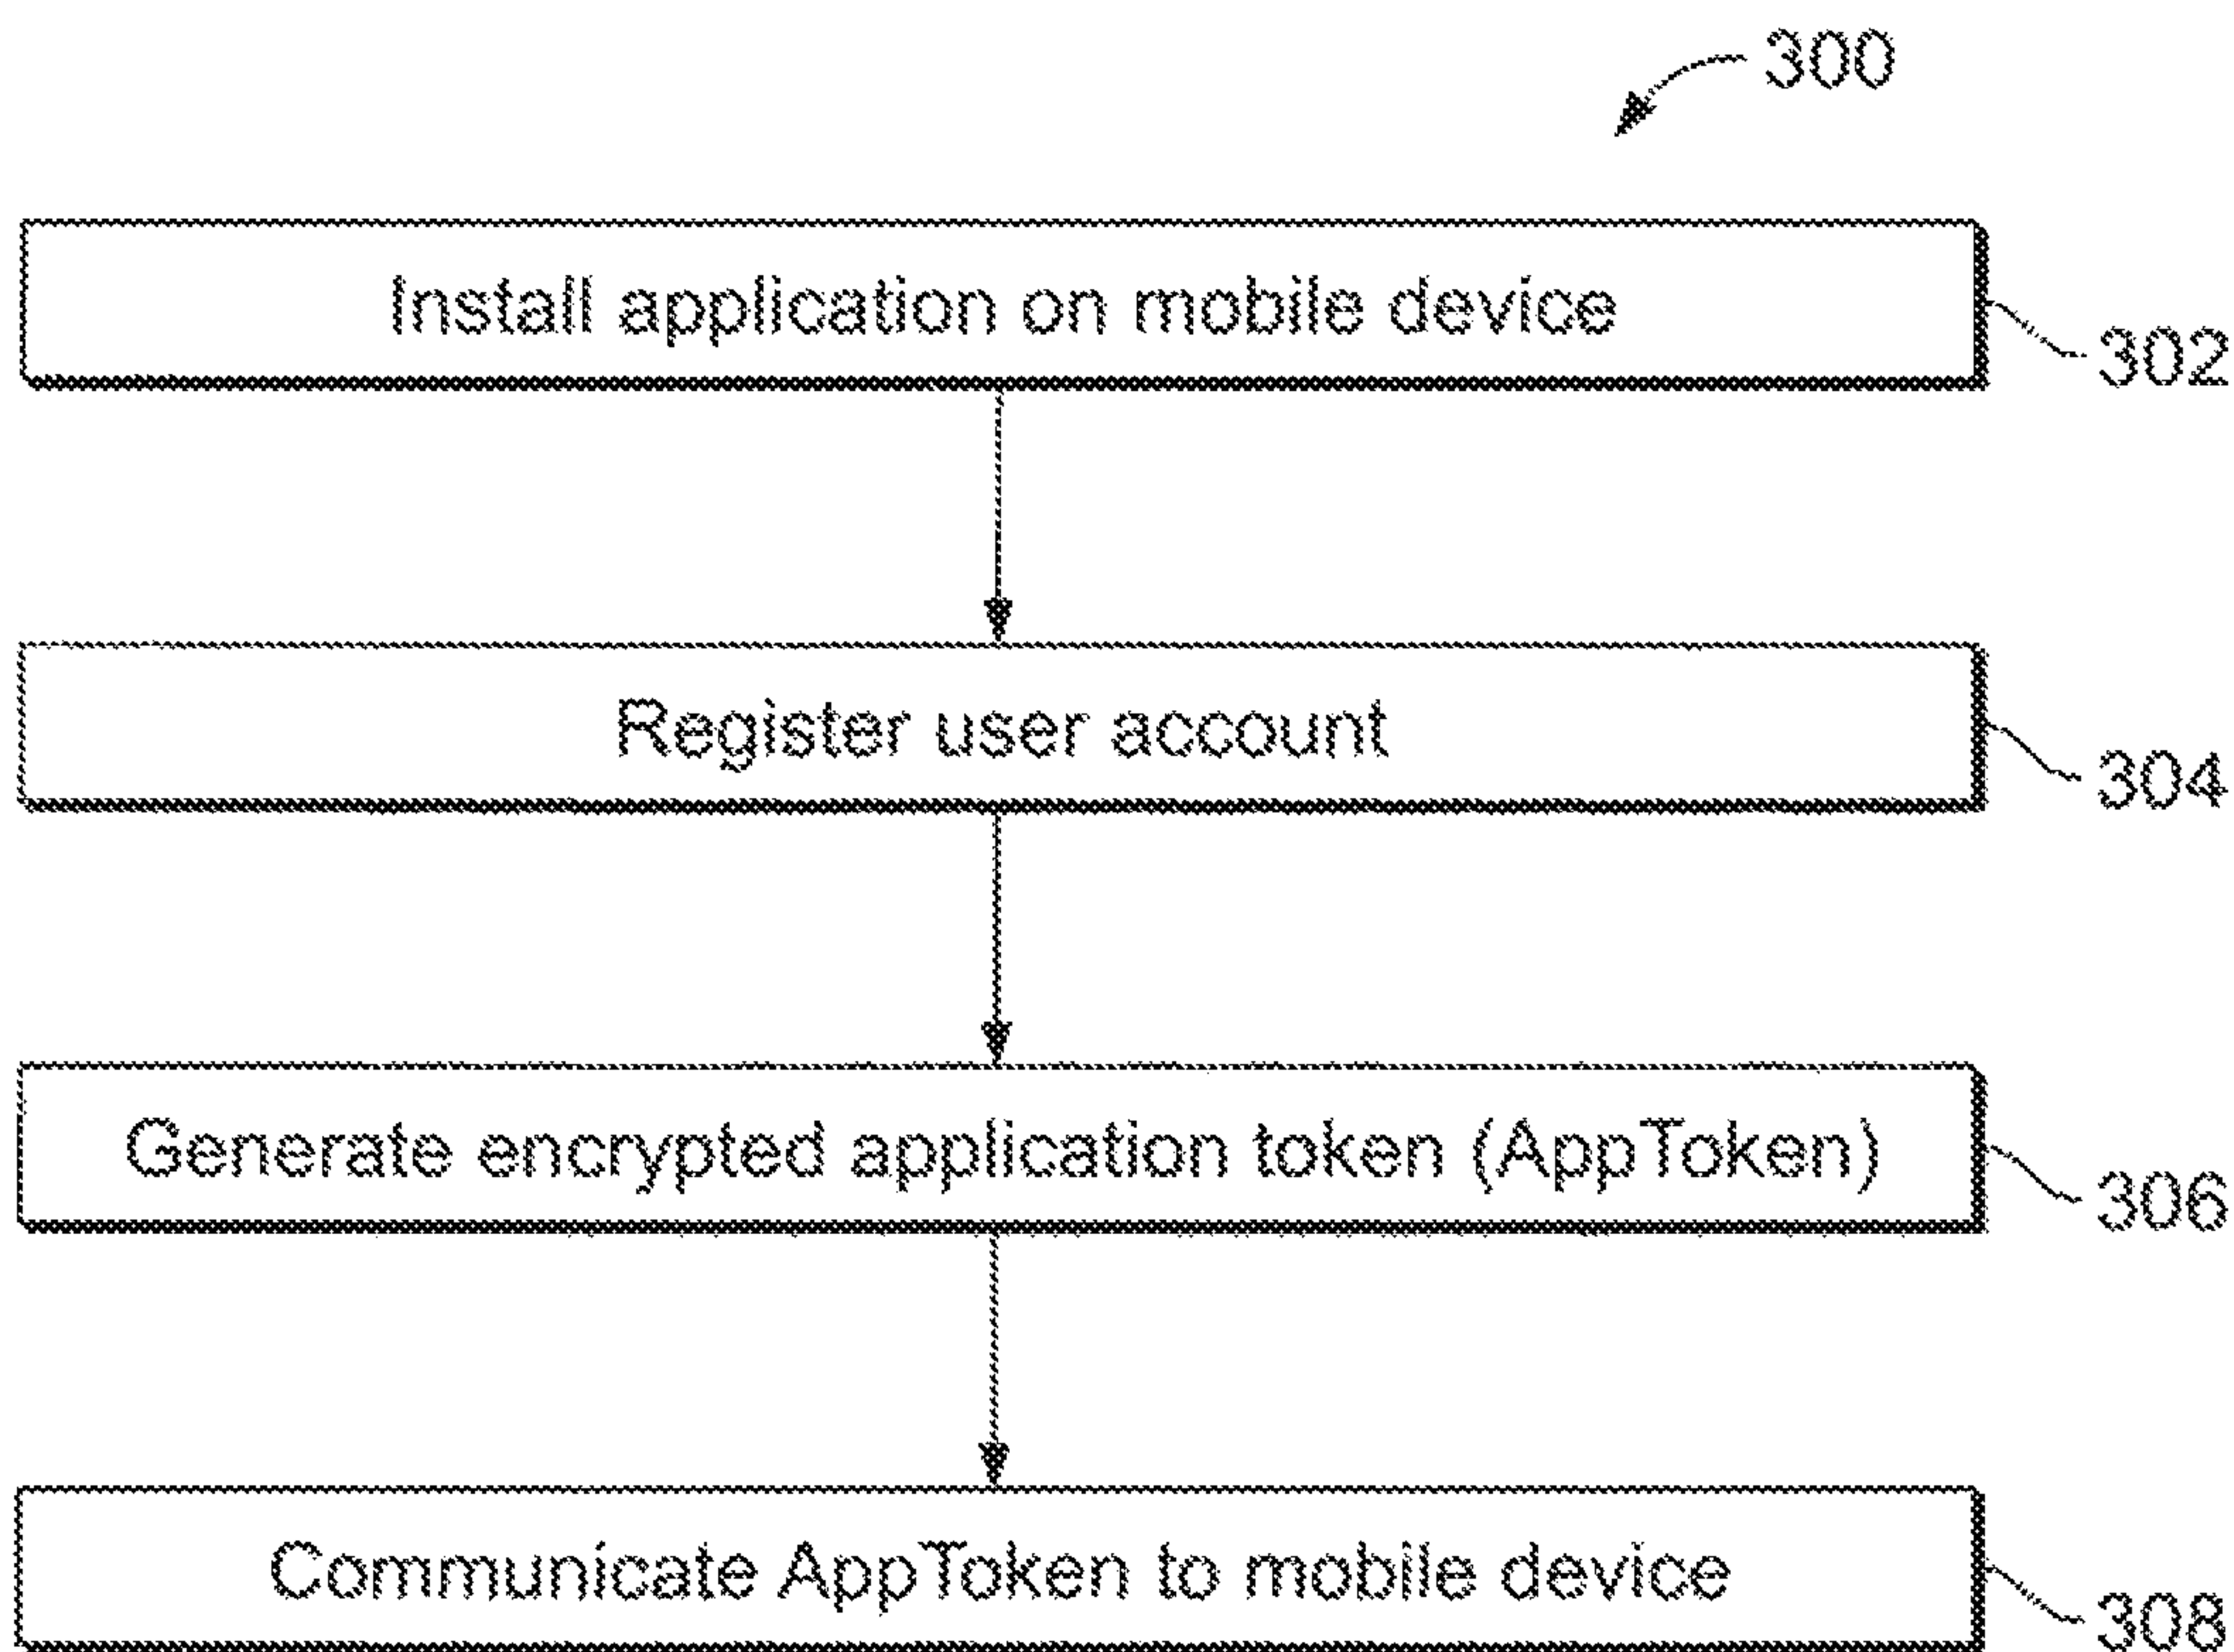 300
Install application on mobile device
302
Register user account
304
Generate encrypted application token (AppToken)
306
Communicate AppToken to mobile device
308